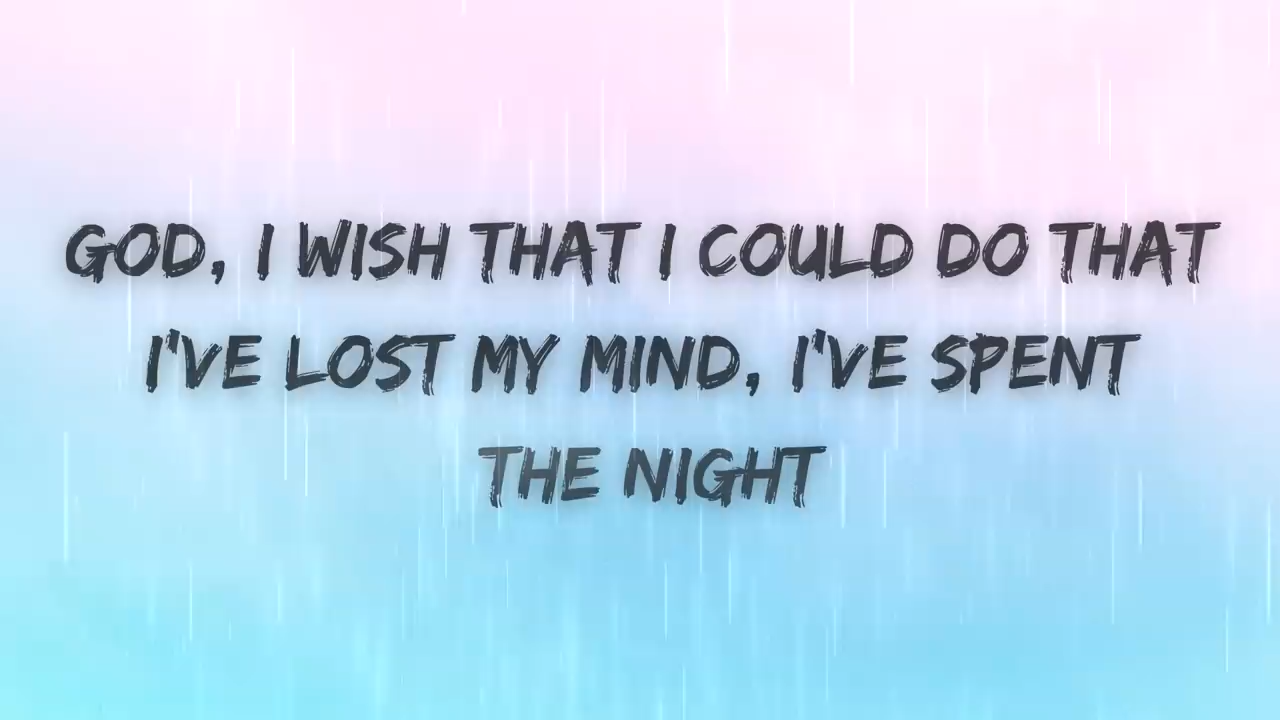 GOD, I WISH THAT I COULD DO THAT
I'VE LOST MY MIND, I'VE SPENT
THE NIGHT